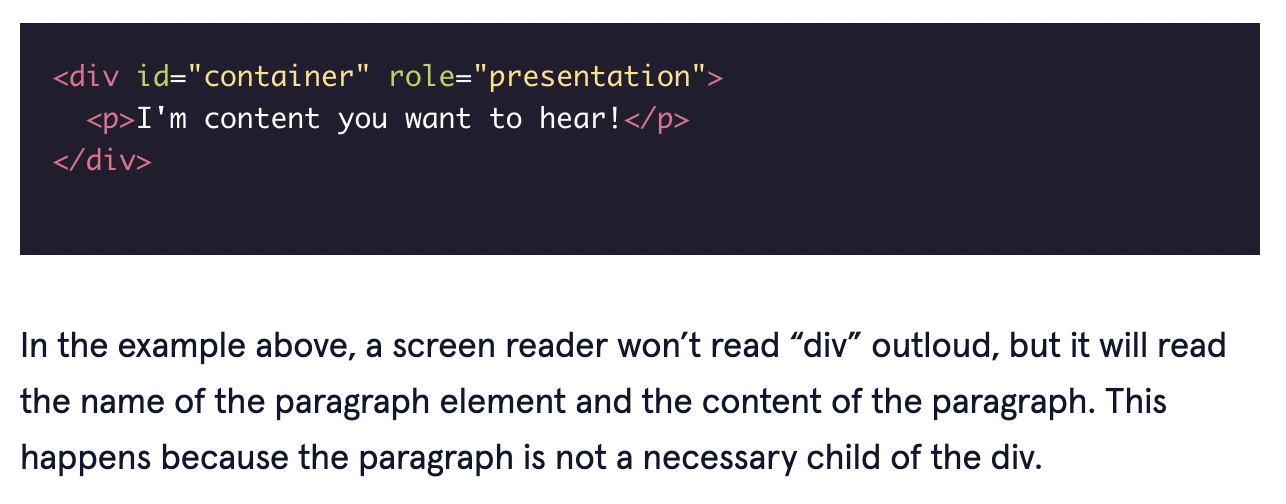 <div id="container" role="presentation">
  <p>I'm content you want to hear!</p>
</div>
In the example above, a screen reader won’t read “div” outloud, but it will read
the name of the paragraph element and the content of the paragraph. This
happens because the paragraph is not a necessary child of the div.